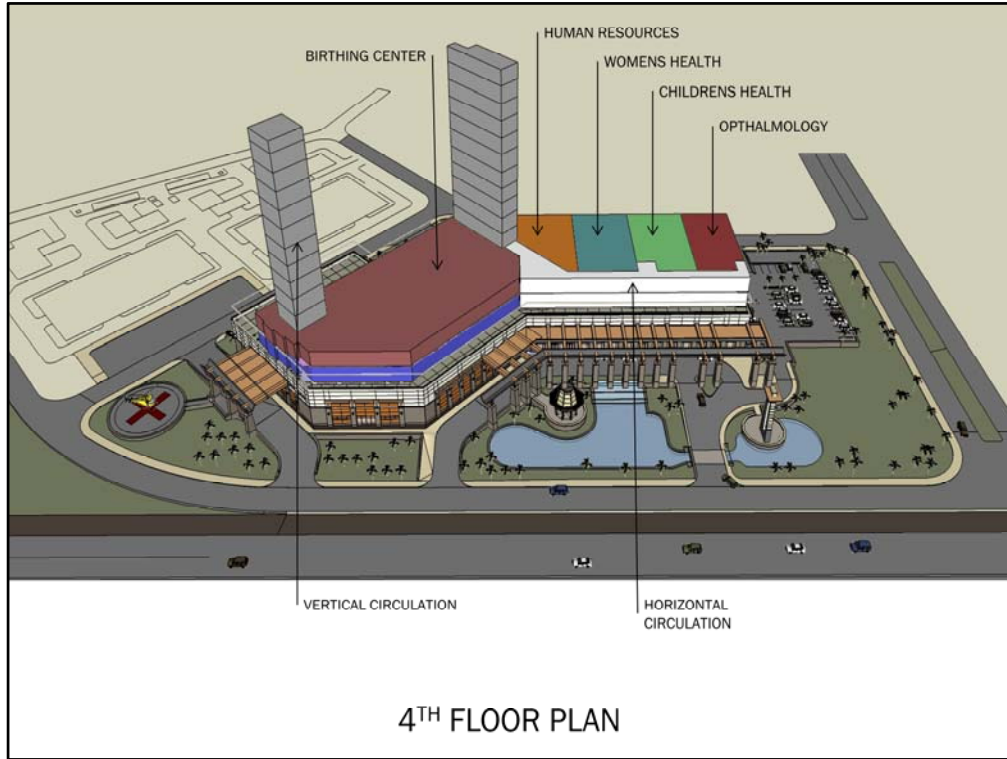 HUMAN RESOURCES
BIRTHING CENTER
WOMENS HEALTH
CHILDRENS HEALTH
OPTHALMOLOGY
VERTICAL CIRCULATION
HORIZONTAL
CIRCULATION
4TH FLOOR PLAN